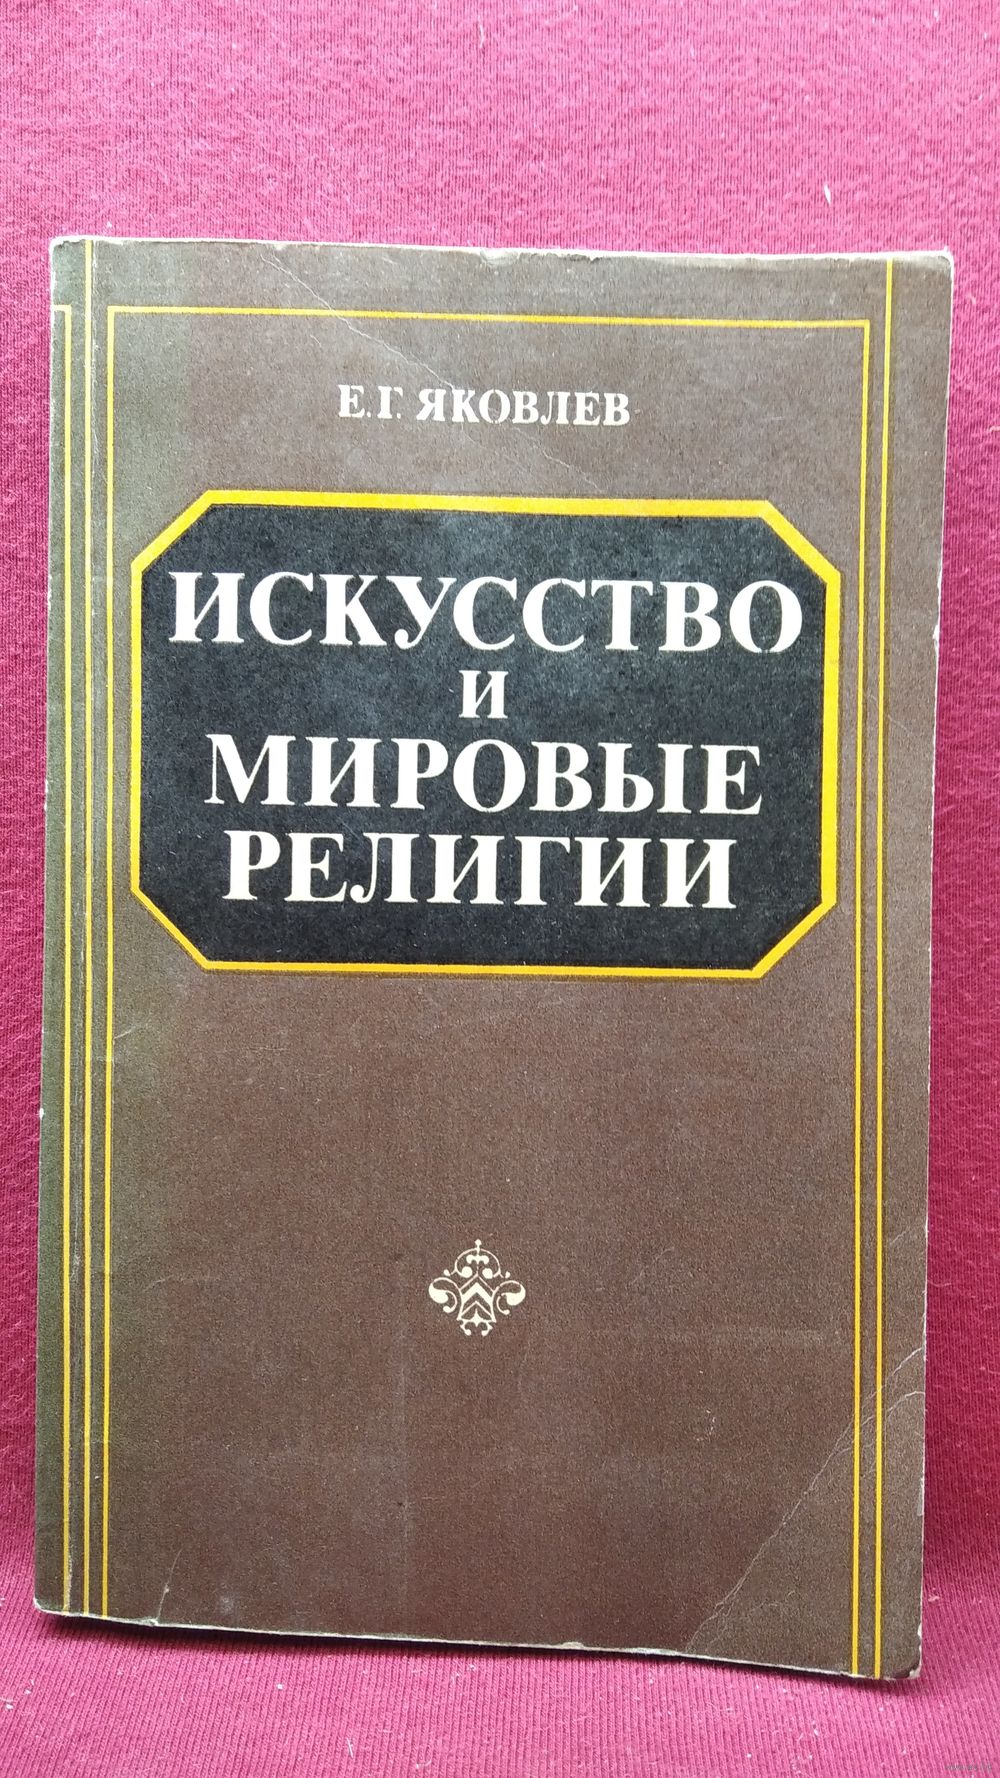 Е.Г. ЯКОВЛЕВ
ИСКУССТВО
И
МИРОВЫЕ
РЕЛИГИИ